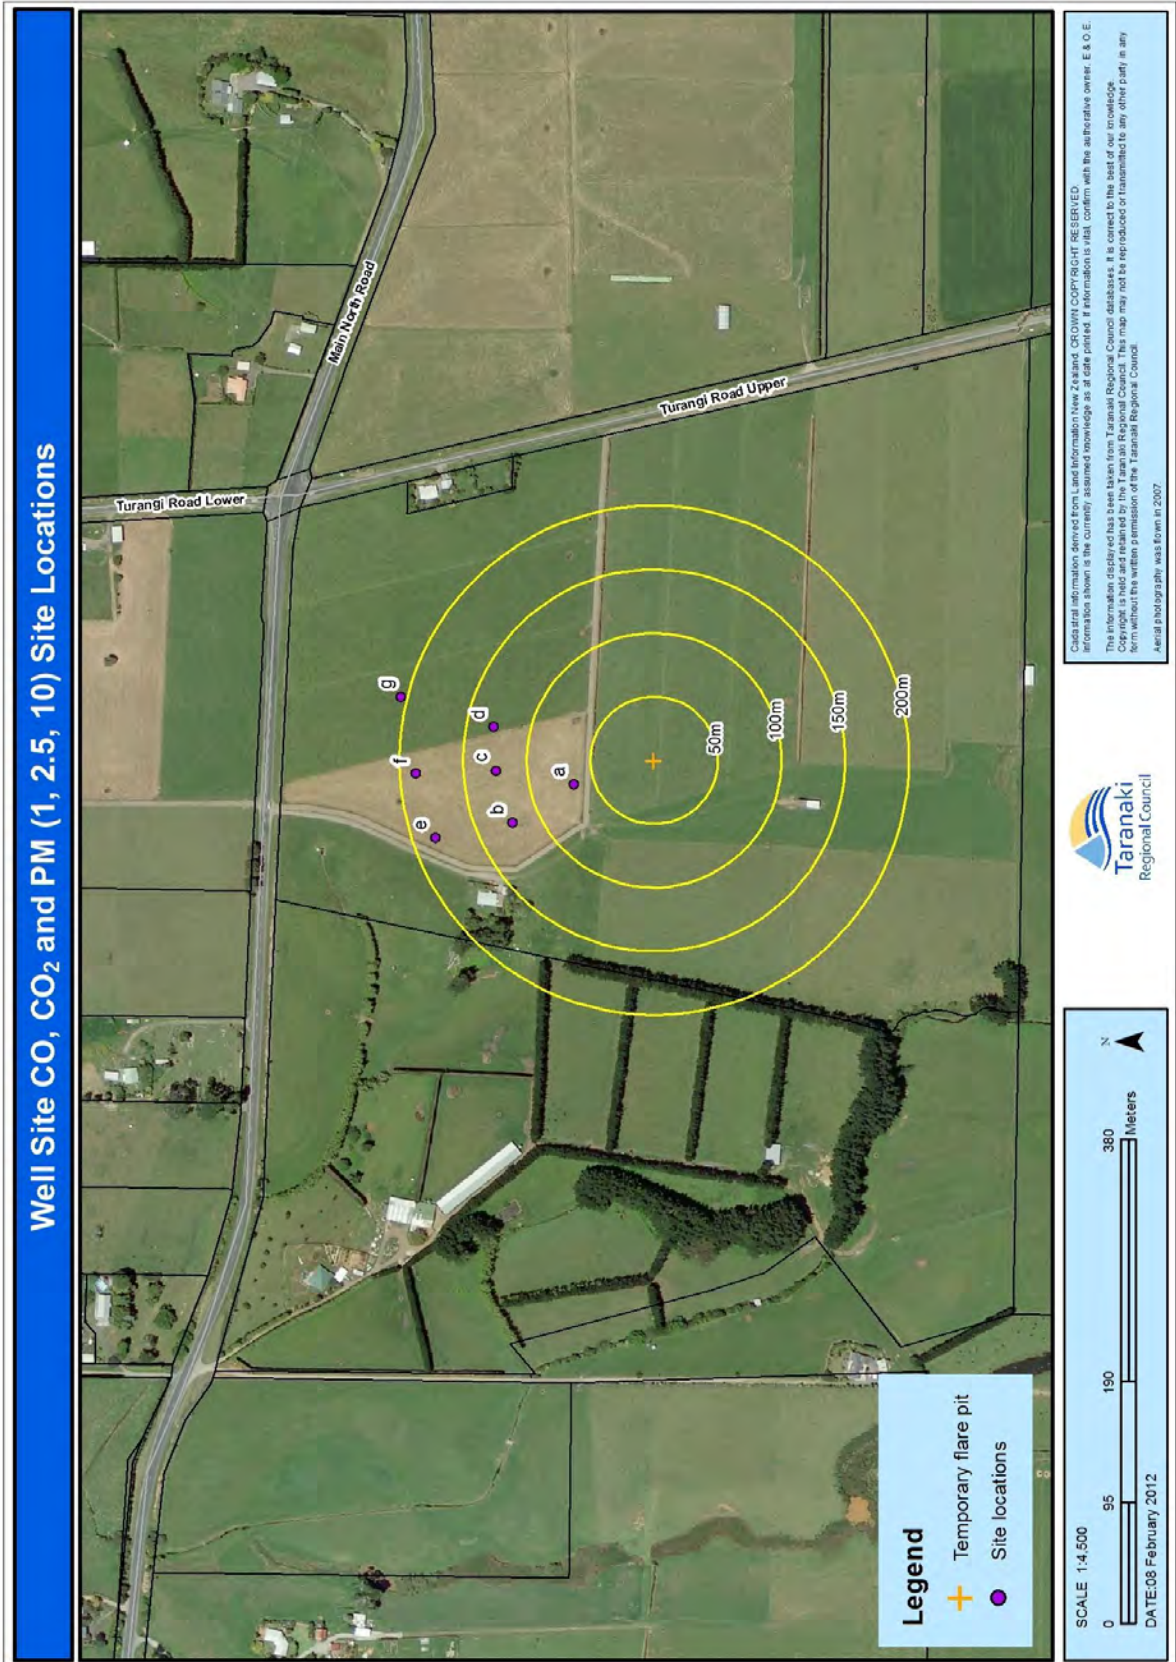 Well Site CO, CO₂ and PM (1, 2.5, 10) Site Locations
Main North Road
Turangi Road Lower
Turangi Road Upper
g
f
e
d
c
b
a
50m
100m
150m
200m
Legend
Temporary flare pit
Site locations
SCALE 1:4,500
0 95 190 380
Meters
N
DATE:08 February 2012
Taranaki
Regional Council
Cadastral information derived from Land Information New Zealand. CROWN COPYRIGHT RESERVED.
Information shown is the currently assumed knowledge as at date printed. If information is vital, confirm with the authorative owner. E & O.E.
The information displayed has been taken from Taranaki Regional Council databases. It is correct to the best of our knowledge.
Copyright is held and retained by the Taranaki Regional Council. This map may not be reproduced or transmitted to any other party in any
form without the written permission of the Taranaki Regional Council.
Aerial photography was flown in 2007.